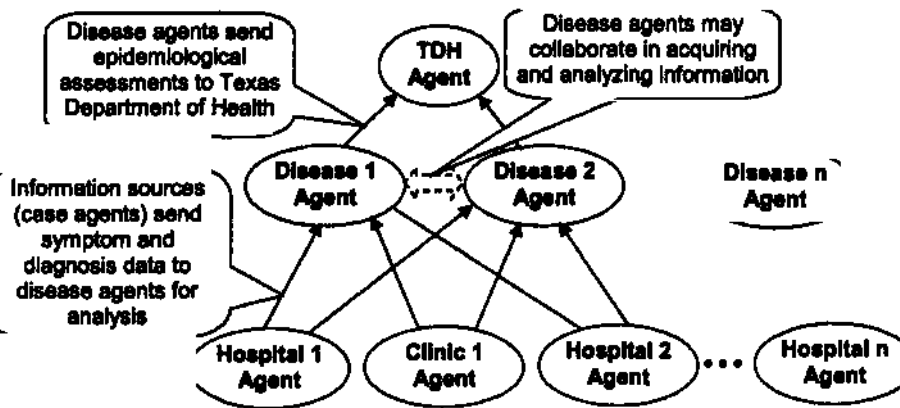 Disease agents send
epidemiological
assessments to Texas
Department of Health
TDH
Agent
Disease agents may
collaborate in acquiring
and analyzing information
Disease 1
Agent
Disease 2
Agent
Disease n
Agent
Information sources
(case agents) send
symptom and
diagnosis data to
disease agents for
analysis
Hospital 1
Agent
Clinic 1
Agent
Hospital 2
Agent
•••
Hospital n
Agent